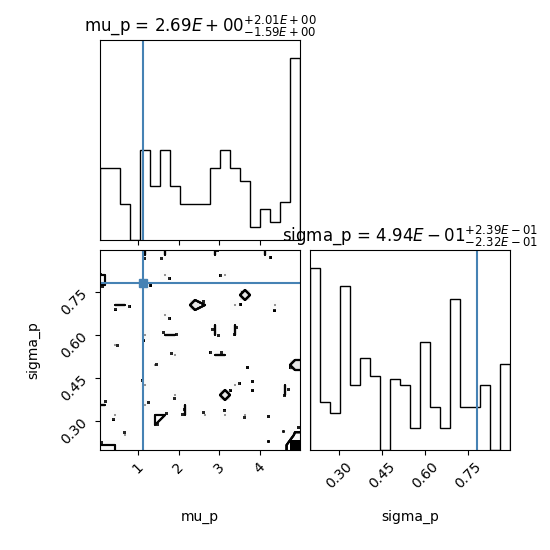 mu_p = 2.69E + 00 +2.01E+00 −1.59E+00
sigma_p = 4.94E − 01 +2.39E−01 −2.32E−01
0.75
0.60
0.45
0.30
sigma_p
1 2 3 4
0.30 0.45 0.60 0.75
mu_p
sigma_p